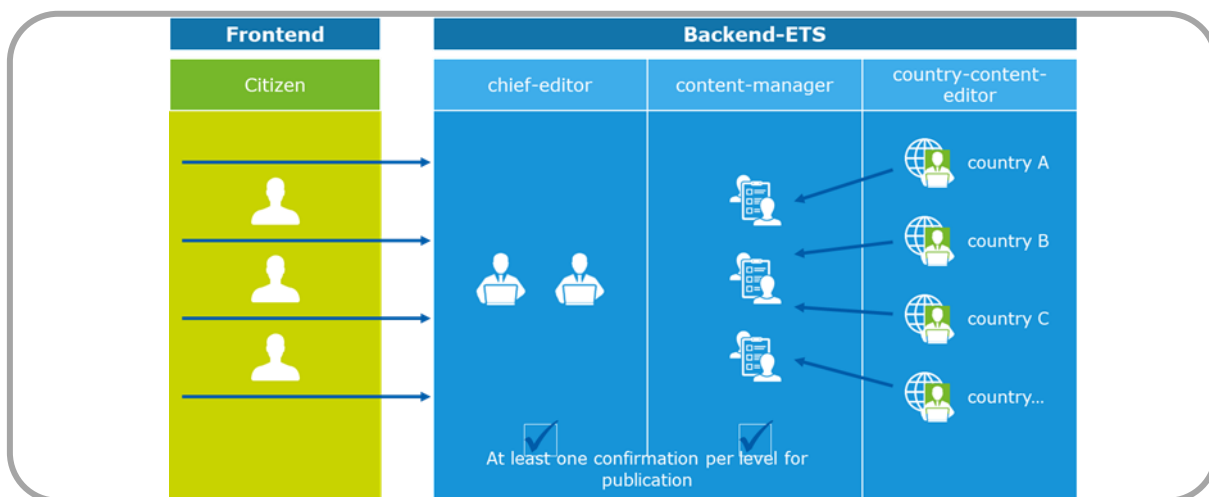 Frontend
Backend-ETS
Citizen
chief-editor
content-manager
country-content-
editor
country A
country B
country C
country...
At least one confirmation per level for
publication